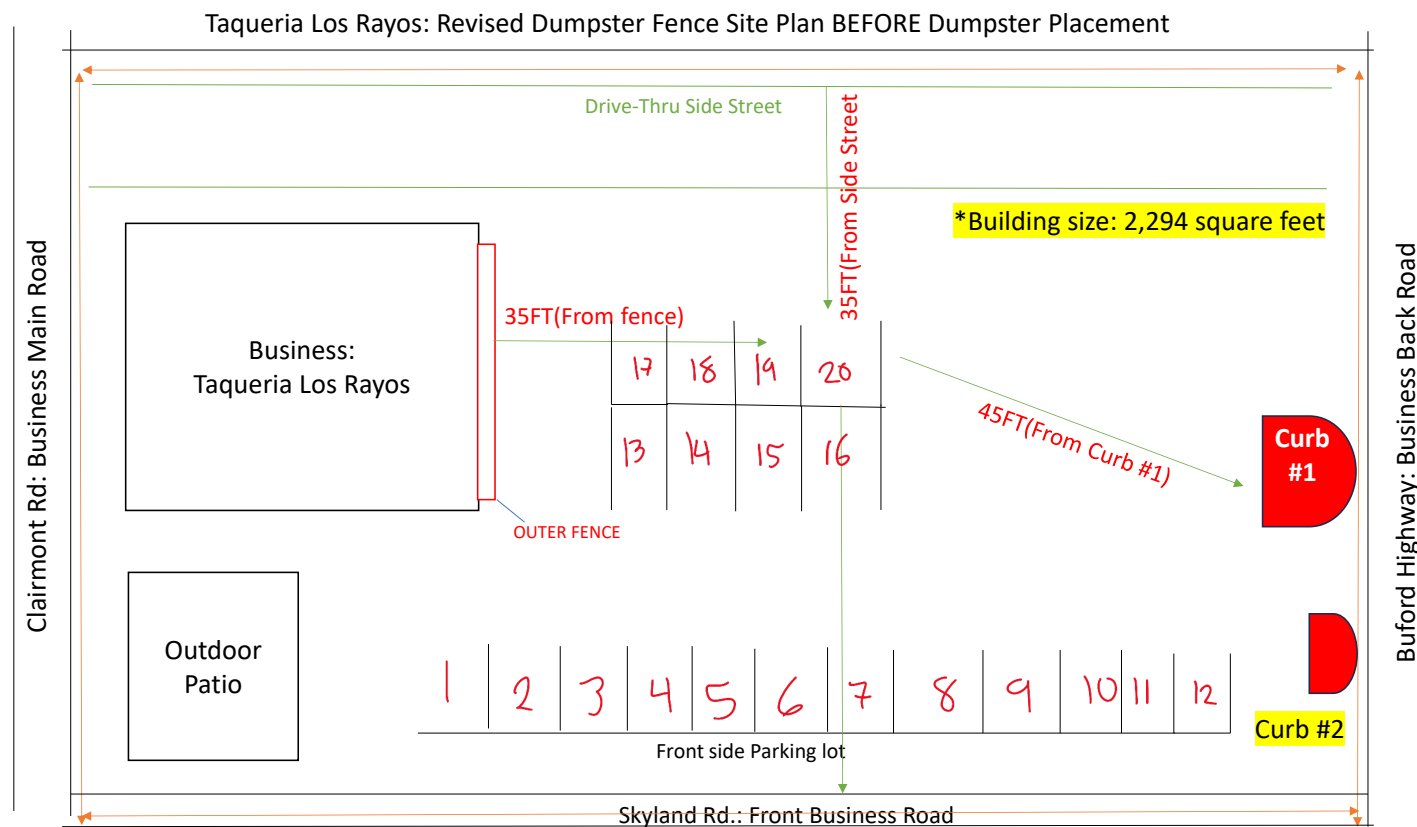 Taqueria Los Rayos: Revised Dumpster Fence Site Plan BEFORE Dumpster Placement
Drive-Thru Side Street
35FT(From Side Street
*Building size: 2,294 square feet
Clairmont Rd: Business Main Road
Buford Highway: Business Back Road
Business:
Taqueria Los Rayos
35FT(From fence)
17 18 19 20
13 14 15 16
45FT(From Curb #1)
Curb
#1
OUTER FENCE
Outdoor
Patio
1 2 3 4 5 6 7 8 9 10 11 12
Curb #2
Front side Parking lot
Skyland Rd.: Front Business Road